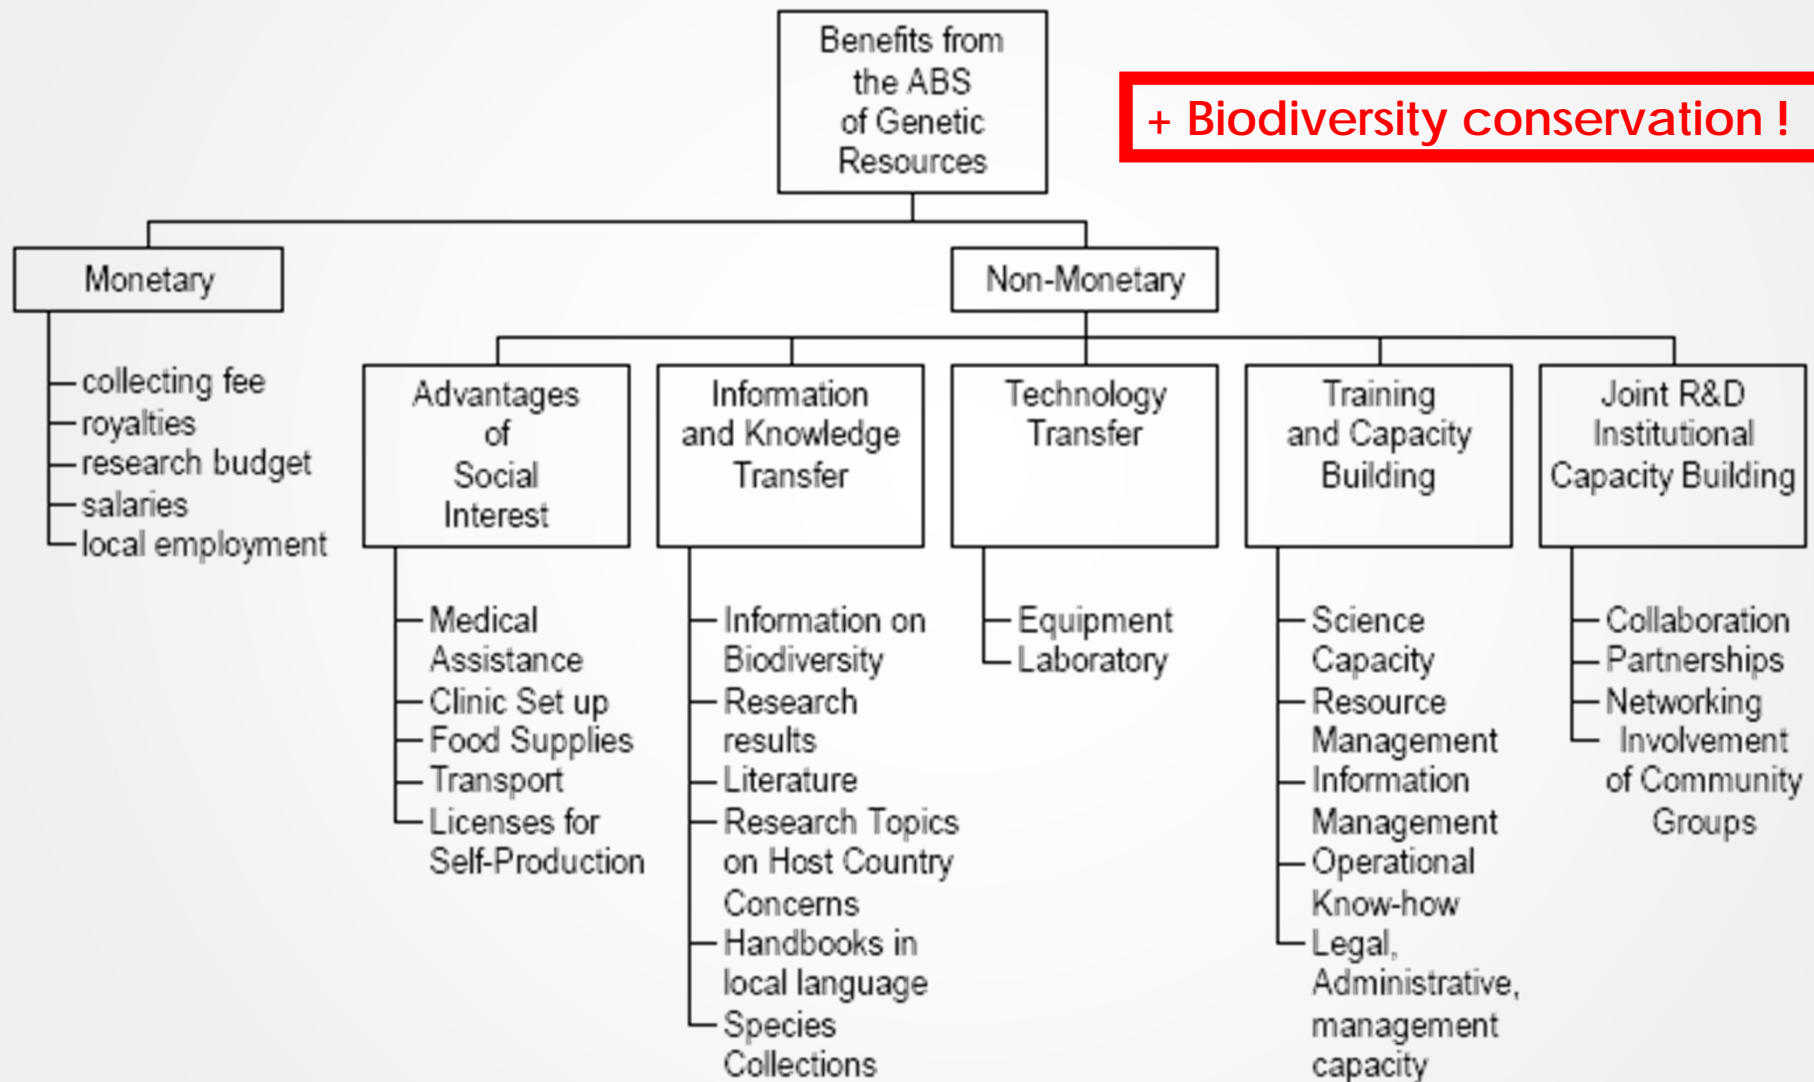 Benefits from
the ABS
of Genetic
Resources
+ Biodiversity conservation !
Monetary
collecting fee
royalties
research budget
salaries
local employment
Non-Monetary
Advantages
of
Social
Interest
Medical
Assistance
Clinic Set up
Food Supplies
Transport
Licenses for
Self-Production
Information
and Knowledge
Transfer
Information on
Biodiversity
Research
results
Literature
Research Topics
on Host Country
Concerns
Handbooks in
local language
Species
Collections
Technology
Transfer
Equipment
Laboratory
Training
and Capacity
Building
Science
Capacity
Resource
Management
Information
Management
Operational
Know-how
Legal,
Administrative,
management
capacity
Joint R&D
Institutional
Capacity Building
Collaboration
Partnerships
Networking
Involvement
of Community
Groups